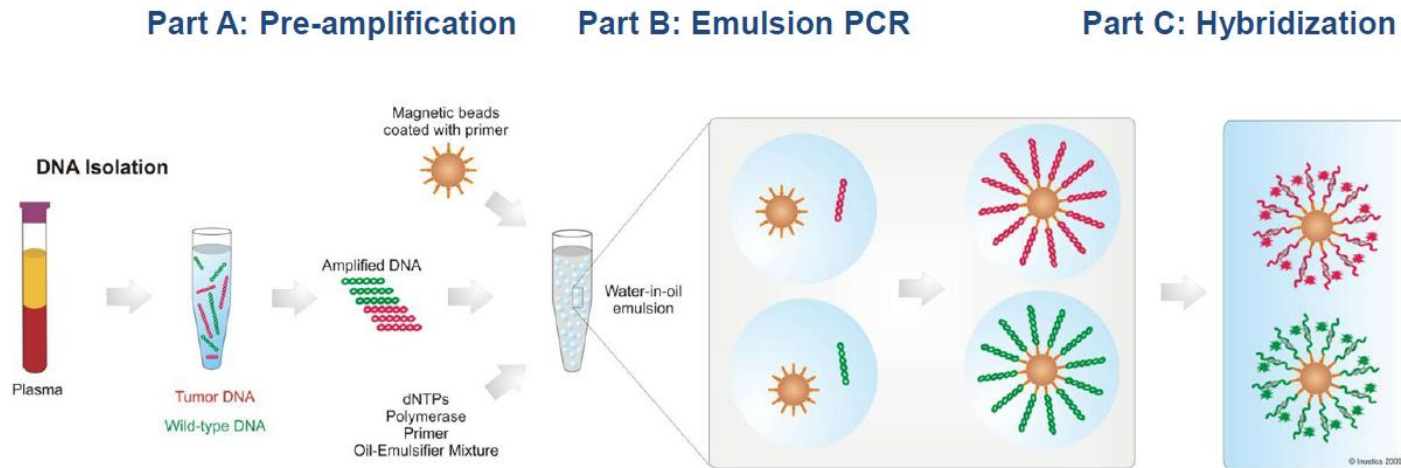 Part A: Pre-amplification
Part B: Emulsion PCR
Part C: Hybridization
DNA Isolation
Plasma
Tumor DNA
Wild-type DNA
Magnetic beads
coated with primer
Amplified DNA
dNTPs
Polymerase
Primer
Oil-Emulsifier Mixture
Water-in-oil
emulsion